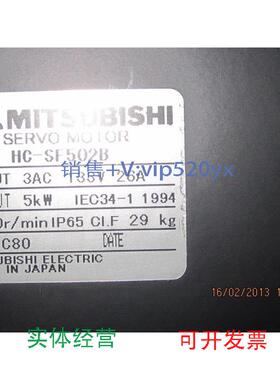 MITSUBISHI
SERVO MOTOR
HC-SF502B
UT 3AC 133V 26A
销售+V:vip520yx
UT 5kW IEC34-1 1994
0r/min IP65 Cl.F 29 kg
C80 DATE
UBISHI ELECTRIC
IN JAPAN
16/02/2013
实体经营 可开发票